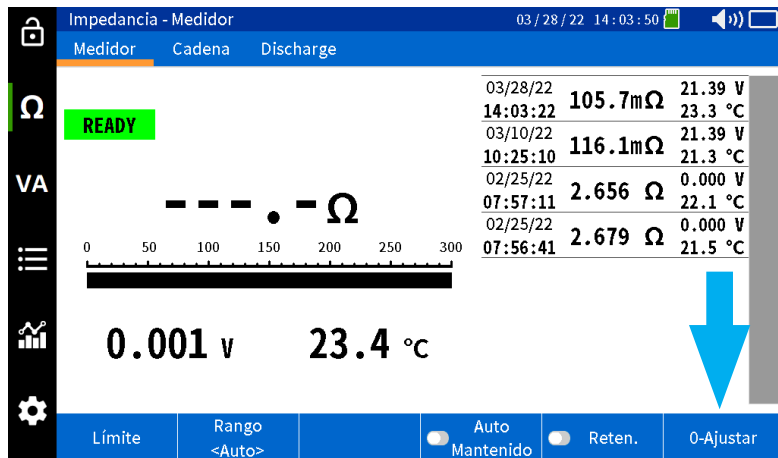 Impedancia - Medidor
03/28/22 14:03:50
Medidor Cadena Discharge
Ω
VA
READY
---.-Ω
0 50 100 150 200 250 300
0.001 V 23.4 °C
03/28/22 14:03:22 105.7mΩ 21.39 V 23.3 °C
03/10/22 10:25:10 116.1mΩ 21.39 V 21.3 °C
02/25/22 07:57:11 2.656 Ω 0.000 V 22.1 °C
02/25/22 07:56:41 2.679 Ω 0.000 V 21.5 °C
Límite
Rango
<Auto>
Auto
Mantenido
Reten.
0-Ajustar